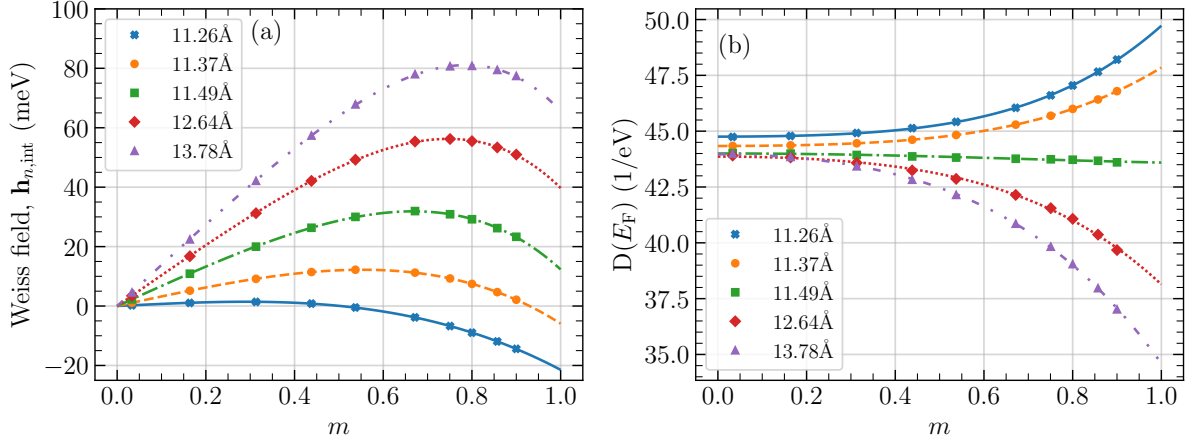 (a)
11.26Å
11.37Å
11.49Å
12.64Å
13.78Å
100
80
60
40
20
0
−20
0.0 0.2 0.4 0.6 0.8 1.0
m
Weiss field, h_{n,int} (meV)
(b)
50.0
47.5
45.0
42.5
40.0
37.5
35.0
11.26Å
11.37Å
11.49Å
12.64Å
13.78Å
0.0 0.2 0.4 0.6 0.8 1.0
m
D(E_F) (1/eV)